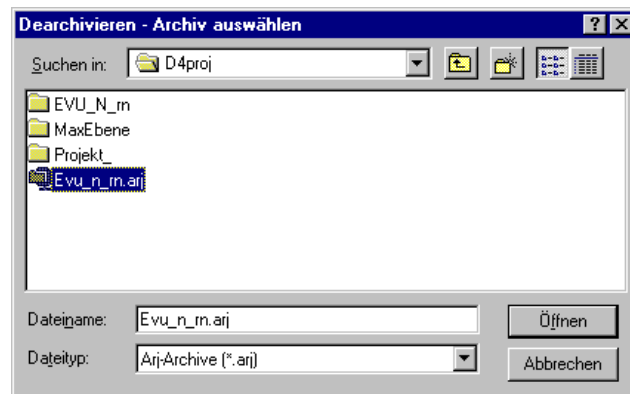 Dearchivieren - Archiv auswählen
Suchen in: D4proj
EVU_N_rn
MaxEbene
Projekt_
Evu_n_rn.arj
Dateiname: Evu_n_rn.arj Öffnen
Dateityp: Arj-Archive (*.arj) Abbrechen